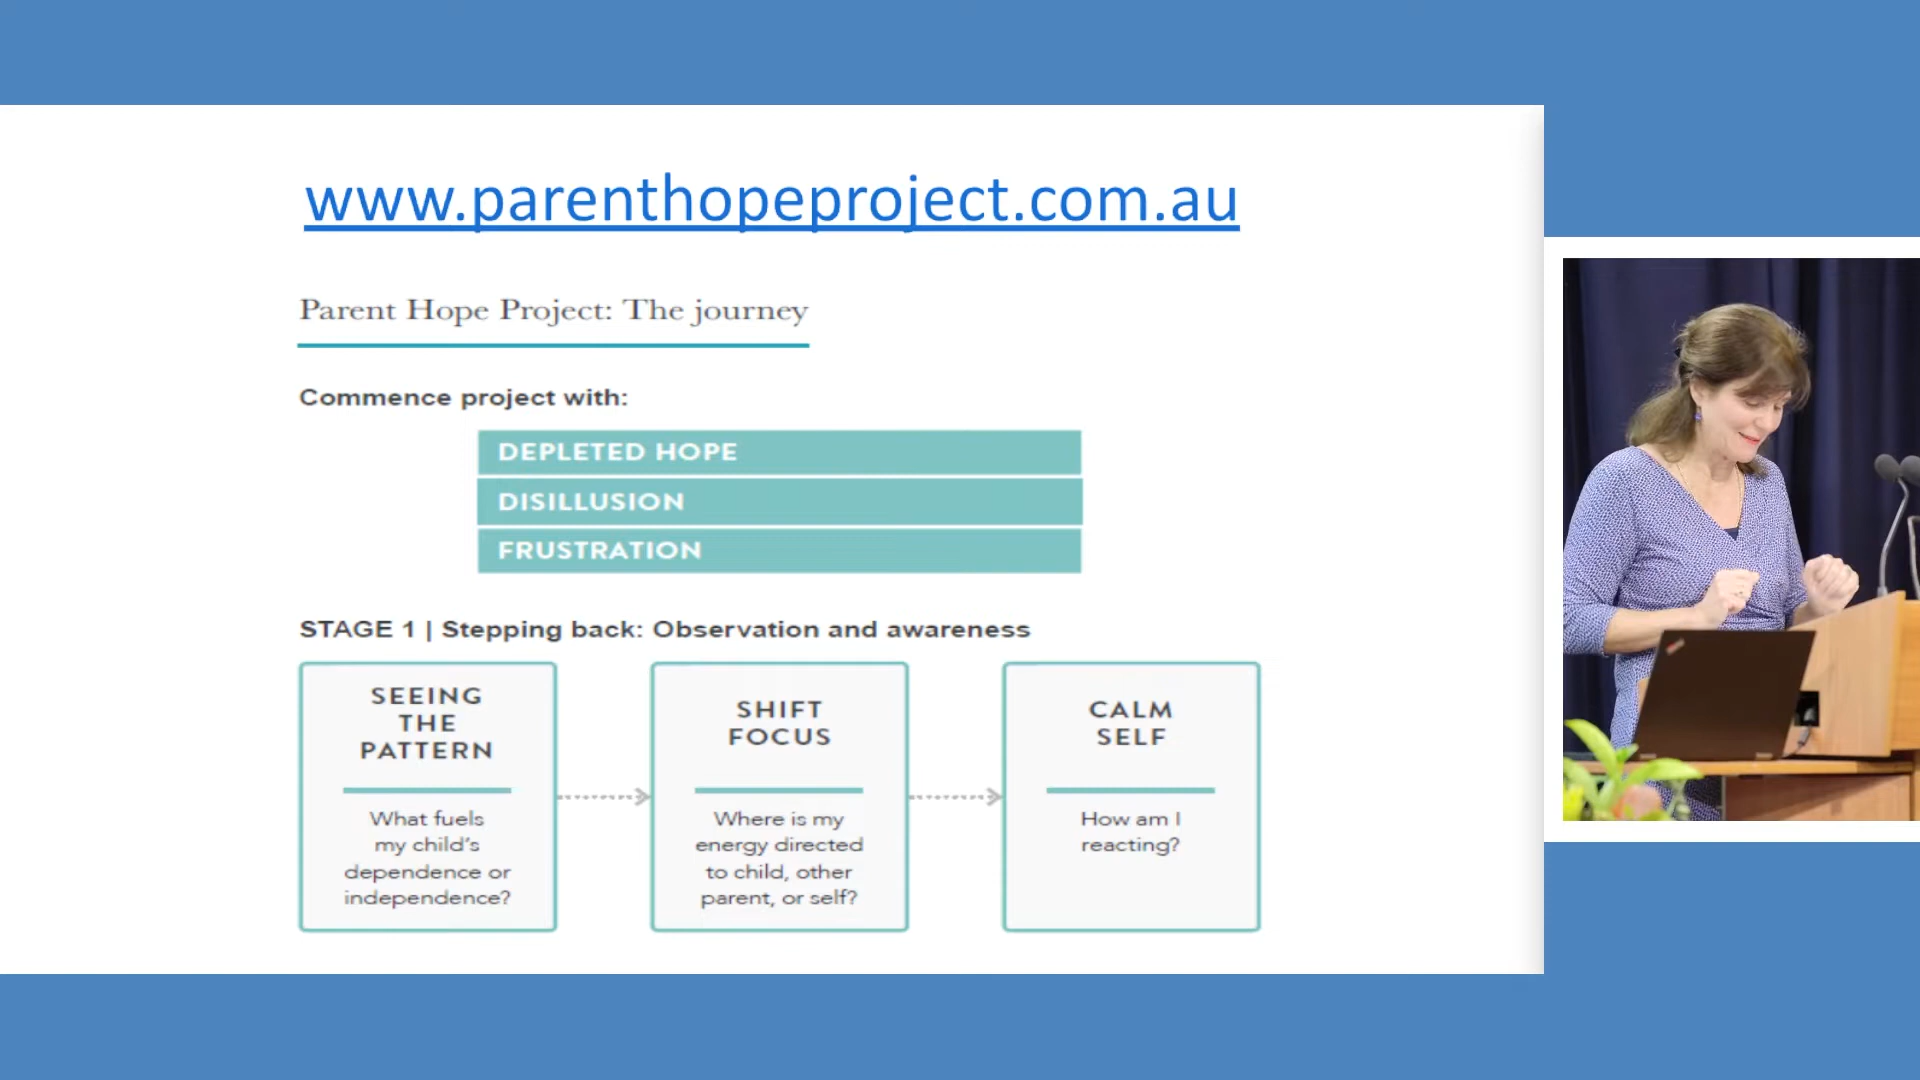 www.parenthopeproject.com.au
Parent Hope Project: The journey
Commence project with:
DEPLETED HOPE
DISILLUSION
FRUSTRATION
STAGE 1 | Stepping back: Observation and awareness
SEEING
THE
PATTERN
What fuels
my child's
dependence or
independence?
SHIFT
FOCUS
Where is my
energy directed
to child, other
parent, or self?
CALM
SELF
How am I
reacting?